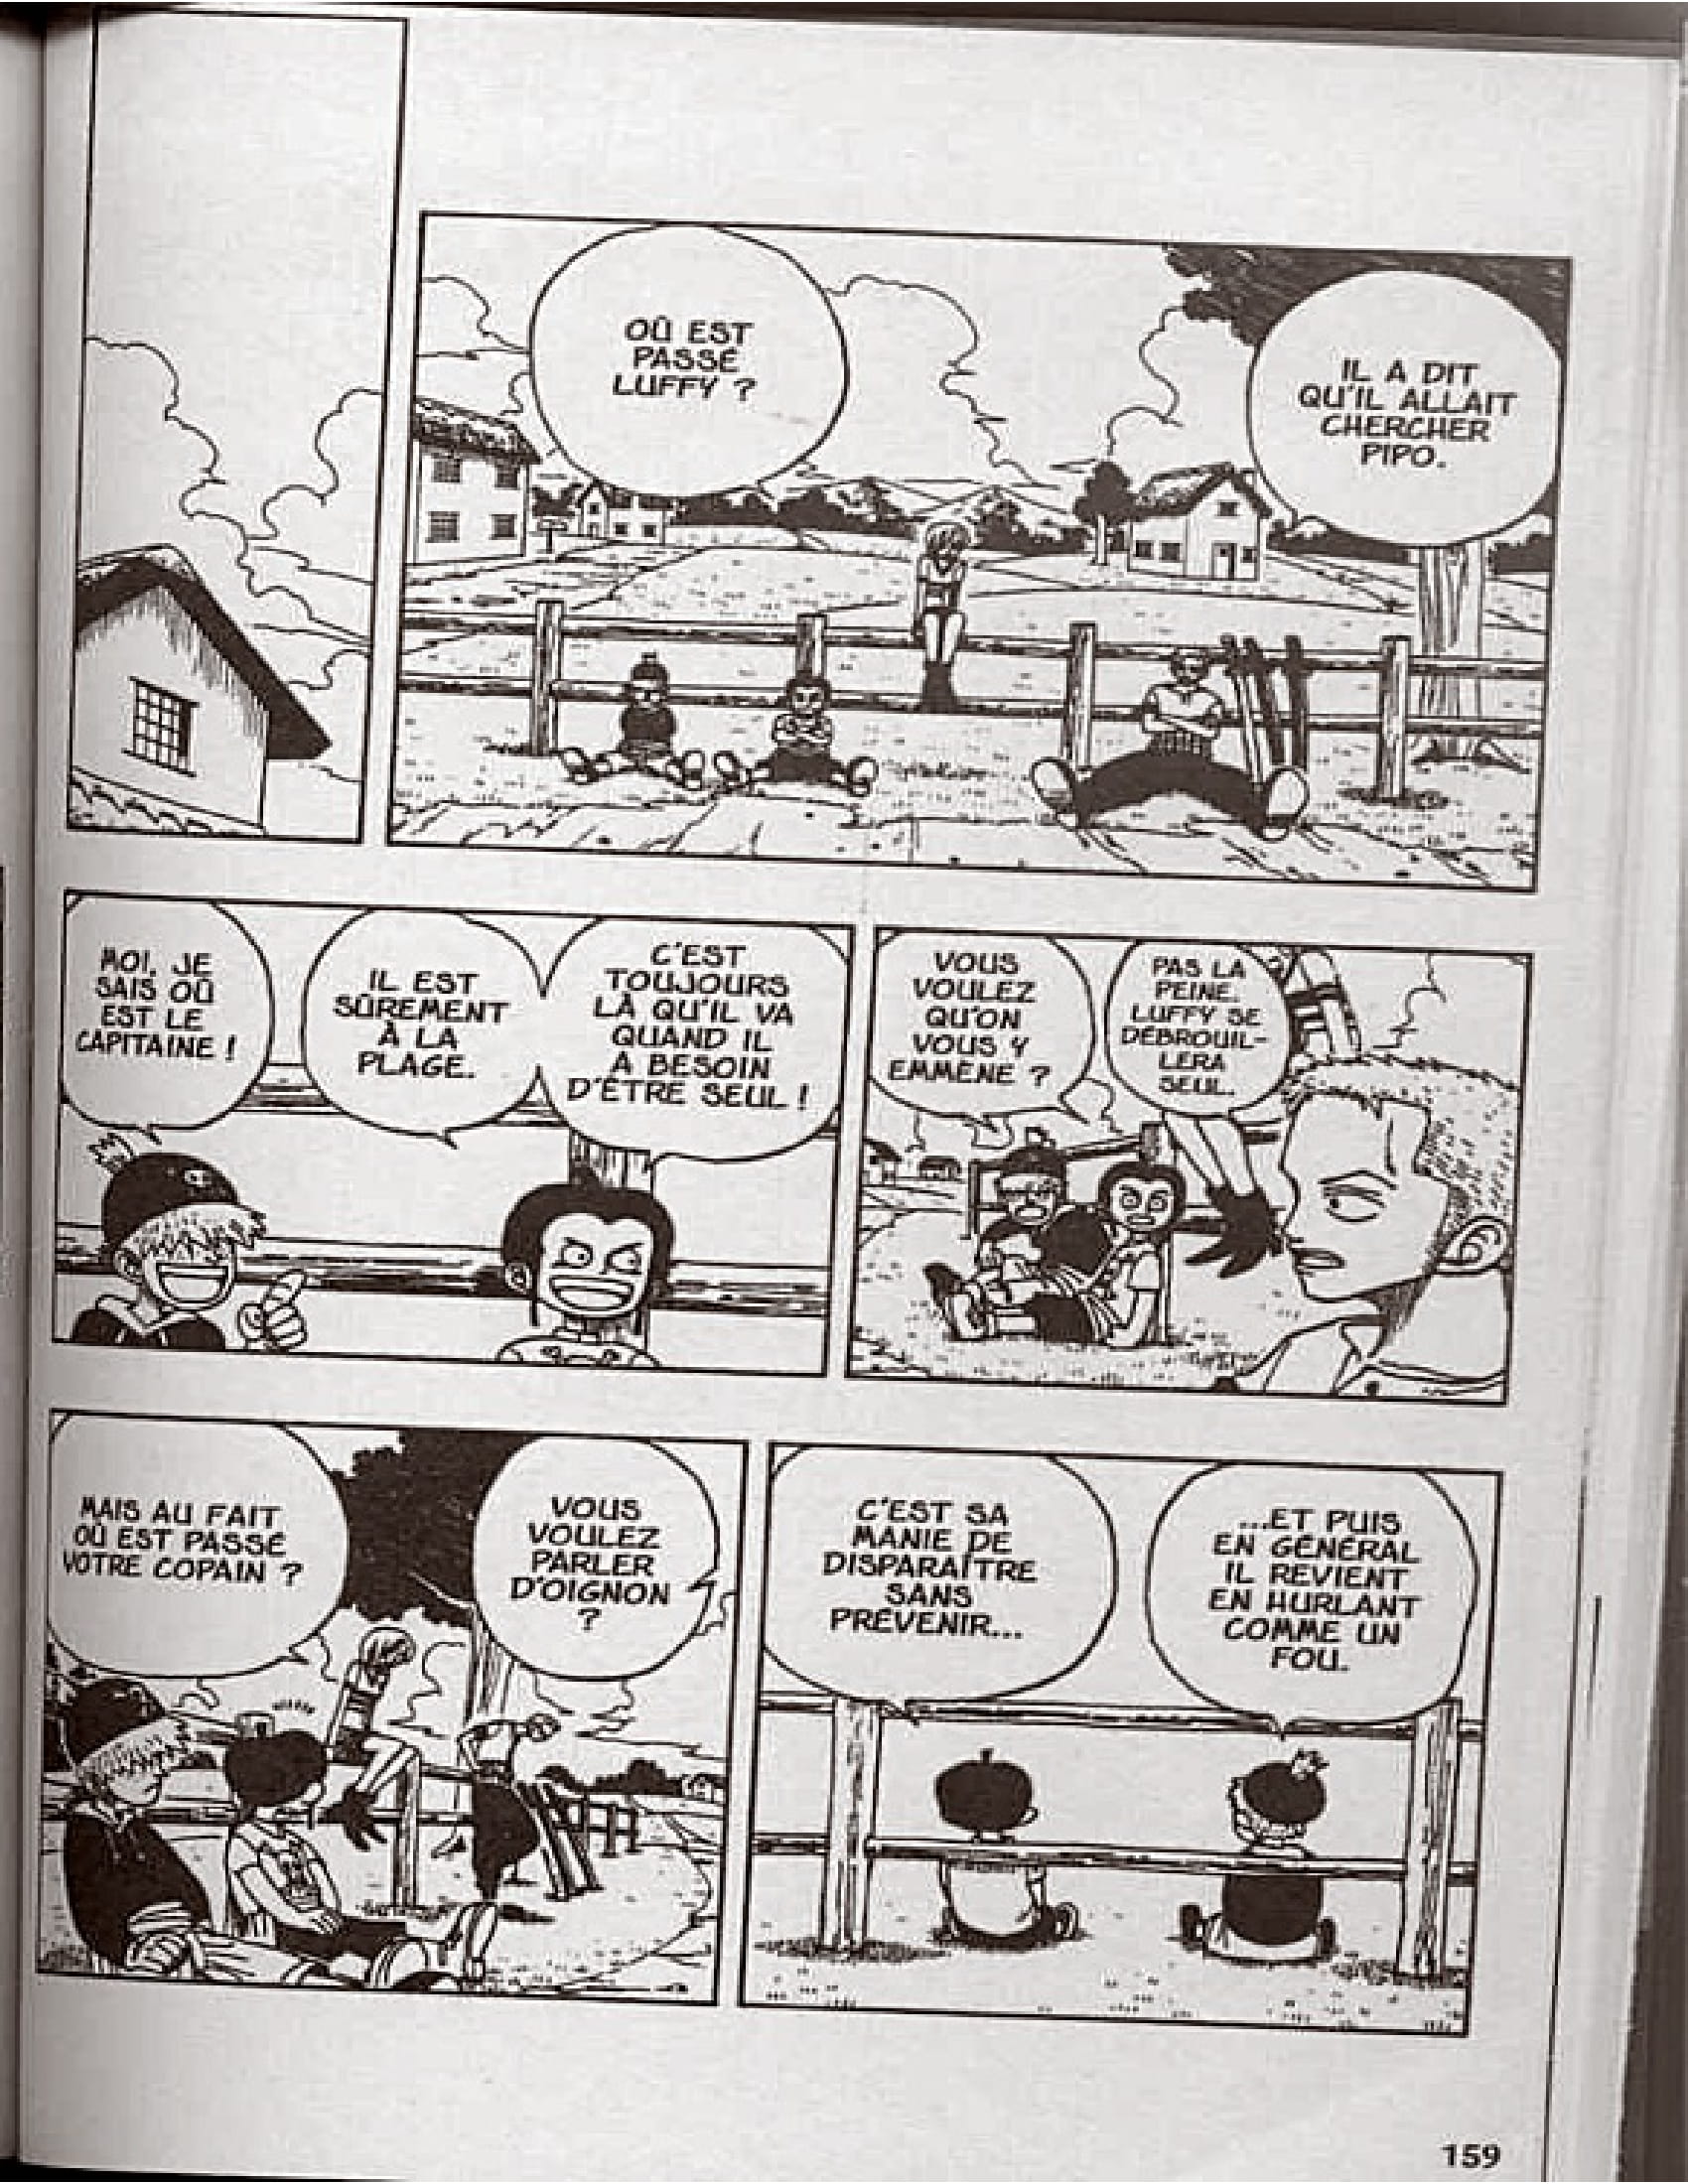 OÙ EST
PASSÉ
LUFFY ?
IL A DIT
QU'IL ALLAIT
CHERCHER
PIPO.
MOI, JE
SAIS OÙ
EST LE
CAPITAINE !
IL EST
SÛREMENT
À LA
PLAGE.
C'EST
TOUJOURS
LÀ QU'IL VA
QUAND IL
A BESOIN
D'ÊTRE SEUL !
VOUS
VOULEZ
QU'ON
VOUS Y
EMMÈNE ?
PAS LA
PEINE.
LUFFY SE
DÉBROUIL-
LERA
SEUL.
MAIS AU FAIT
OÙ EST PASSÉ
VOTRE COPAIN ?
VOUS
VOULEZ
PARLER
D'OIGNON
?
C'EST SA
MANIE DE
DISPARAÎTRE
SANS
PRÉVENIR...
...ET PUIS
EN GÉNÉRAL
IL REVIENT
EN HURLANT
COMME UN
FOU.
159